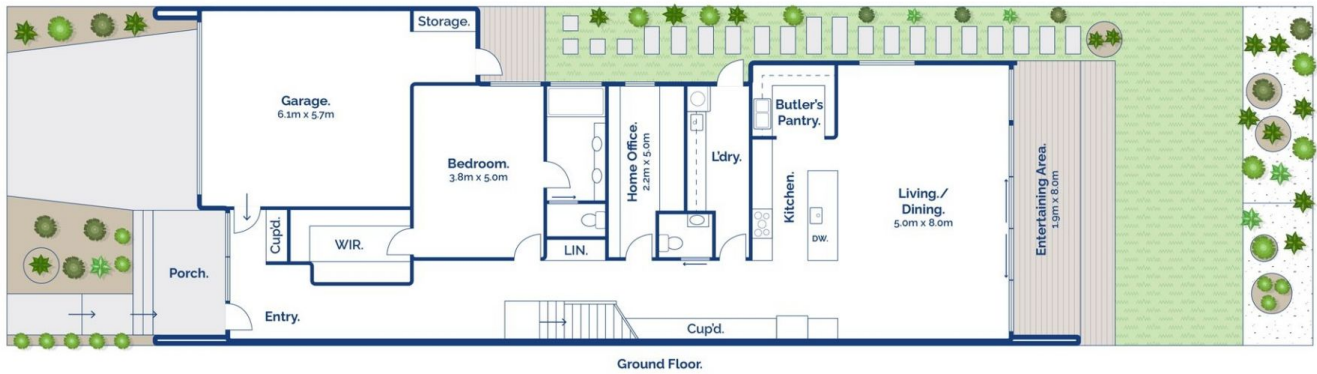 Storage.
Garage.
6.1m x 5.7m
Bedroom.
3.8m x 5.0m
Home Office.
2.2m x 5.0m
L'dry.
Butler's
Pantry.
Kitchen.
DW.
Living./
Dining.
5.0m x 8.0m
Entertaining Area.
1.9m x 8.0m
Cup'd.
WIR.
LIN.
Porch.
Entry.
Cup'd.
Ground Floor.